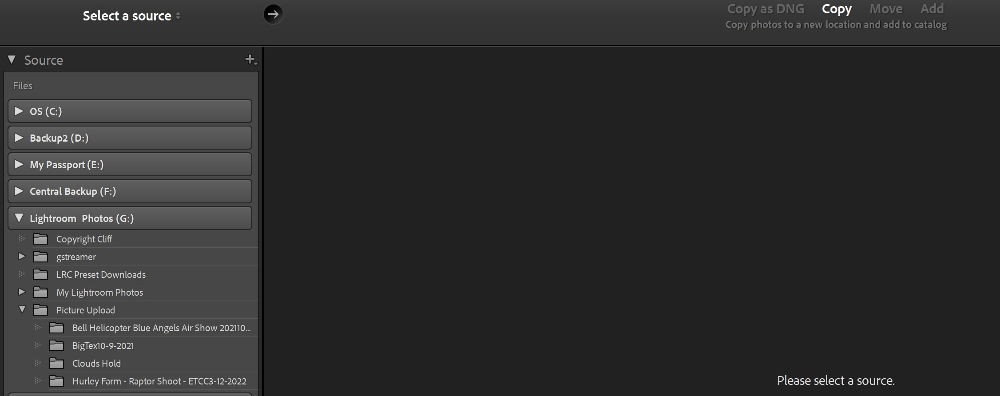 Select a source
Copy as DNG Copy Move Add
Copy photos to a new location and add to catalog
Source
Files
OS (C:)
Backup2 (D:)
My Passport (E:)
Central Backup (F:)
Lightroom_Photos (G:)
Copyright Cliff
gstreamer
LRC Preset Downloads
My Lightroom Photos
Picture Upload
Bell Helicopter Blue Angels Air Show 202110...
BigTex10-9-2021
Clouds Hold
Hurley Farm - Raptor Shoot - ETCC3-12-2022
Please select a source.